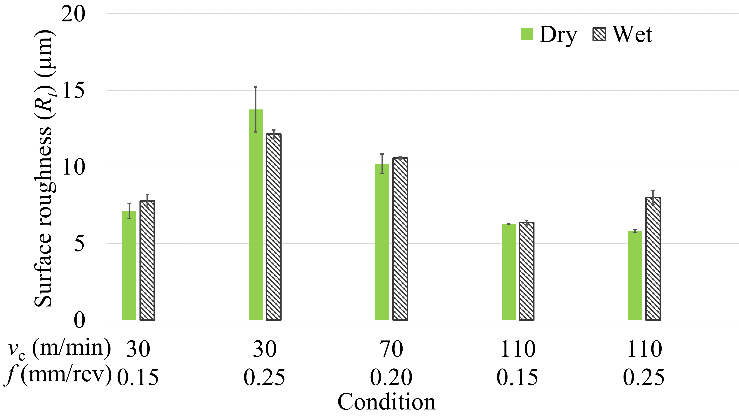 20
Dry Wet
15
Surface roughness (Rt) (μm)
10
5
0
vc (m/min) 30 30 70 110 110
f (mm/rev) 0.15 0.25 0.20 0.15 0.25
Condition